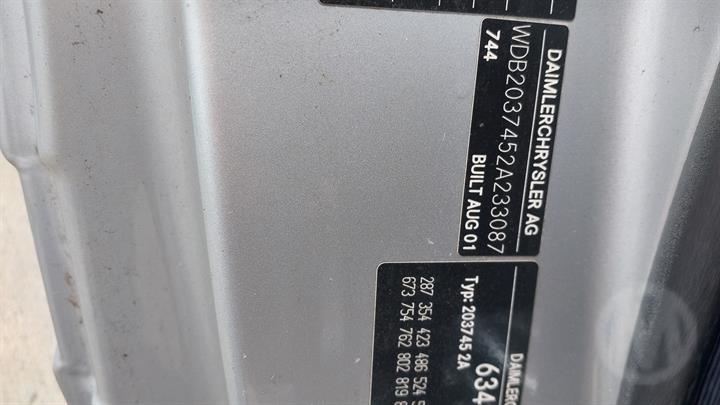 DAIMLERCHRYSLER AG
WDB2037452A233087
744 BUILT AUG 01
634
Typ: 203745 2A
287 354 423 486 524
673 754 762 802 819